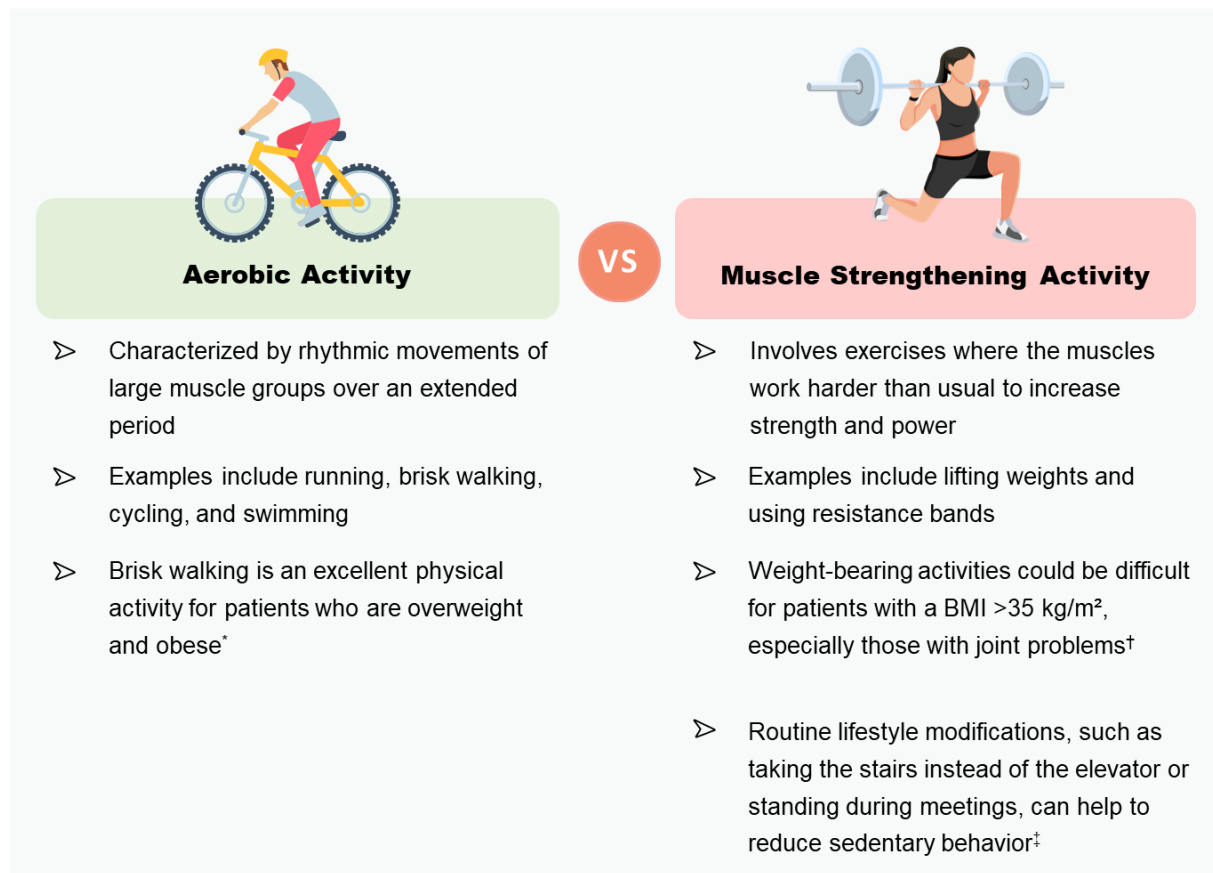 Aerobic Activity
VS
Muscle Strengthening Activity
Characterized by rhythmic movements of
large muscle groups over an extended
period
Examples include running, brisk walking,
cycling, and swimming
Brisk walking is an excellent physical
activity for patients who are overweight
and obese*
Involves exercises where the muscles
work harder than usual to increase
strength and power
Examples include lifting weights and
using resistance bands
Weight-bearing activities could be difficult
for patients with a BMI >35 kg/m²,
especially those with joint problems†
Routine lifestyle modifications, such as
taking the stairs instead of the elevator or
standing during meetings, can help to
reduce sedentary behavior‡